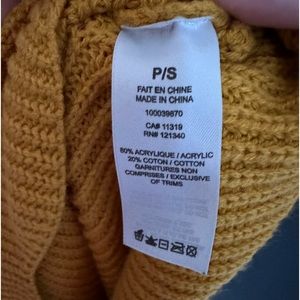 P/S
FAIT EN CHINE
MADE IN CHINA
100039870
CA# 11319
RN# 121340
80% ACRYLIQUE / ACRYLIC
20% COTON / COTTON
GARNITURES NON
COMPRISES / EXCLUSIVE
OF TRIMS